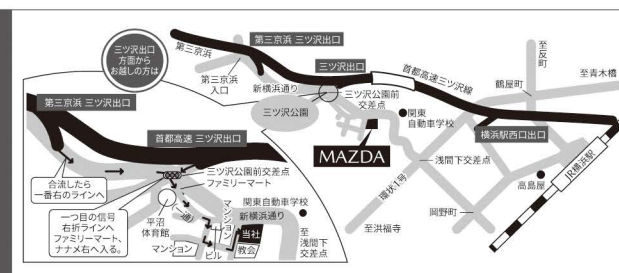 三ツ沢出口
方面から
お越しの方は
第三京浜
第三京浜 三ツ沢出口
第三京浜
入口
新横浜通り
三ツ沢出口
三ツ沢公園
三ツ沢公園前
交差点
首都高速三ツ沢線
関東
自動車学校
MAZDA
浅間下交差点
環状1号
至洪福寺
岡野町
至
反
町
鶴屋町
至青木橋
横浜駅西口出口
高島屋
JR横浜駅
第三京浜 三ツ沢出口
首都高速 三ツ沢出口
合流したら
一番右のラインへ
三ツ沢公園前交差点
ファミリーマート
一つ目の信号
右折ラインへ
ファミリーマート、
ナナメ右へ入る。
平沼
体育館
一通
マンション
マンション
ビル
当社
教会
関東自動車学校
新横浜通り
至
浅間下
交差点